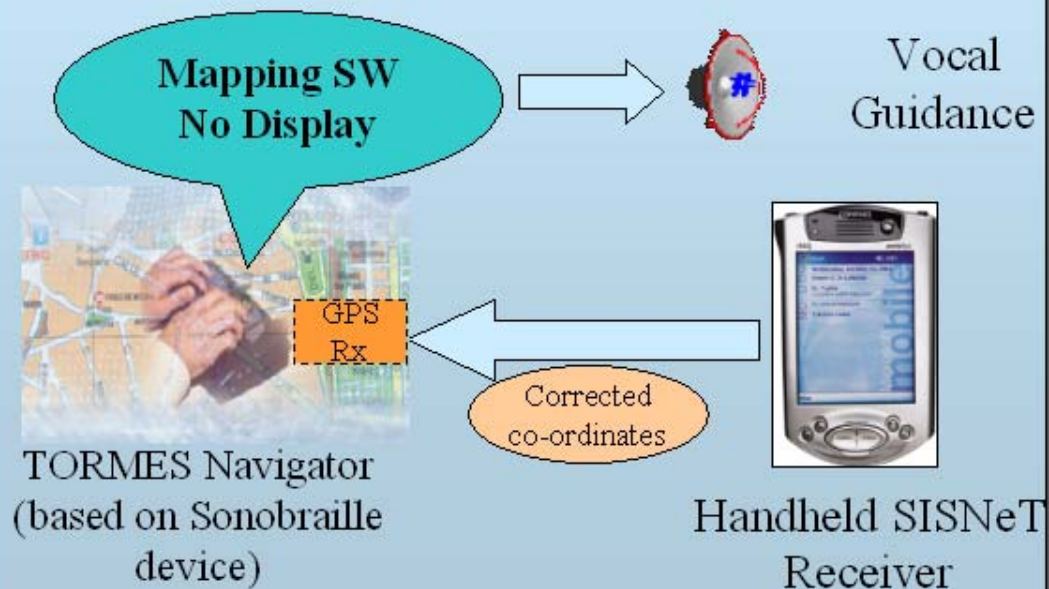 Mapping SW
No Display
Vocal
Guidance
GPS
Rx
Corrected
co-ordinates
TORMES Navigator
(based on Sonobraille
device)
Handheld SISNeT
Receiver
mobile